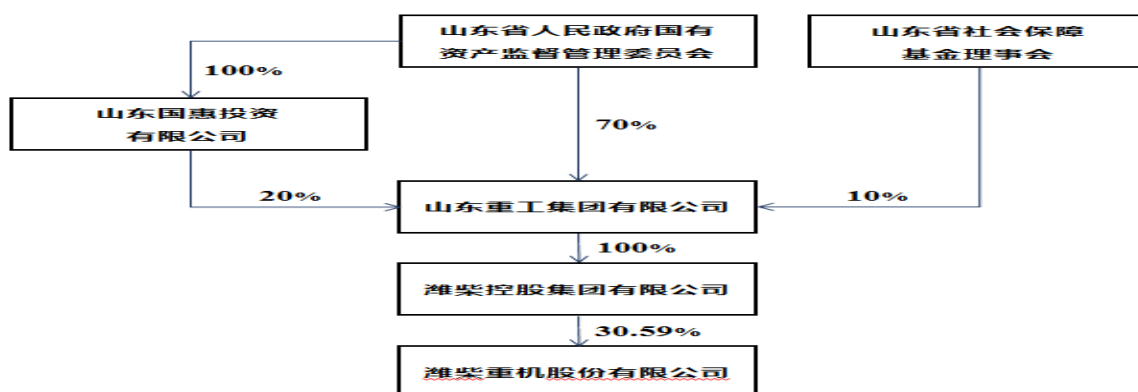 山东省人民政府国有
资产监督管理委员会
山东省社会保障
基金理事会
100%
山东国惠投资
有限公司
70%
20%
10%
山东重工集团有限公司
100%
潍柴控股集团有限公司
30.59%
潍柴重机股份有限公司